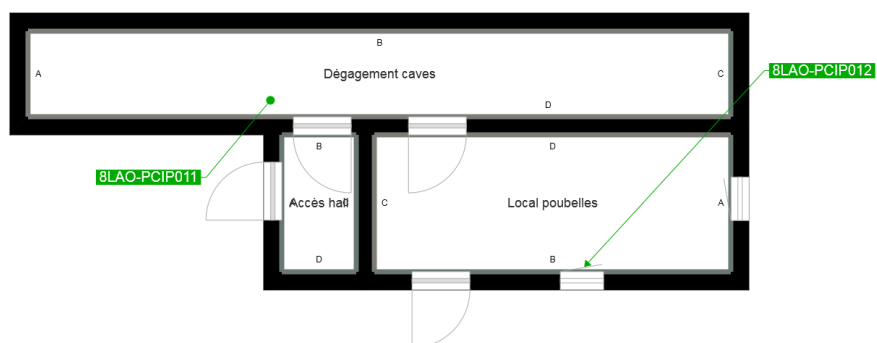 B
A
Dégagement caves
C
8LAO-PCIP012
D
B
D
8LAO-PCIP011
A
Accès hall
C
C
Local poubelles
A
D
B